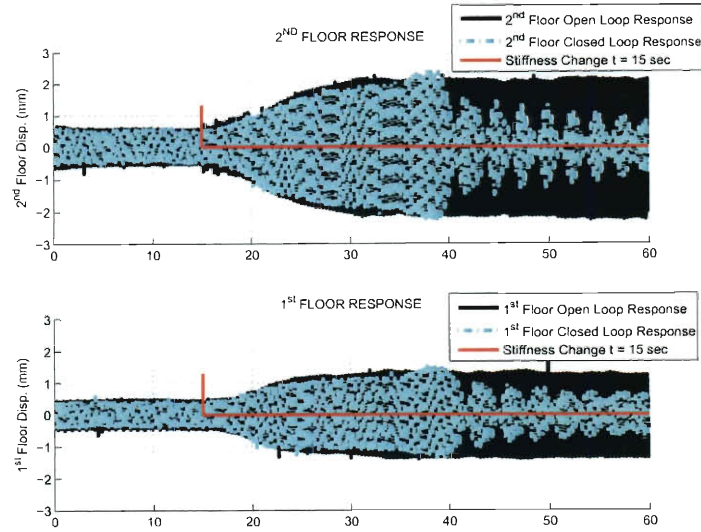 2ND FLOOR RESPONSE
2nd Floor Open Loop Response
2nd Floor Closed Loop Response
Stiffness Change t = 15 sec
2nd Floor Disp. (mm)
3
2
1
0
−1
−2
−3
0 10 20 30 40 50 60
1st FLOOR RESPONSE
1st Floor Open Loop Response
1st Floor Closed Loop Response
Stiffness Change t = 15 sec
1st Floor Disp. (mm)
3
2
1
0
−1
−2
−3
0 10 20 30 40 50 60